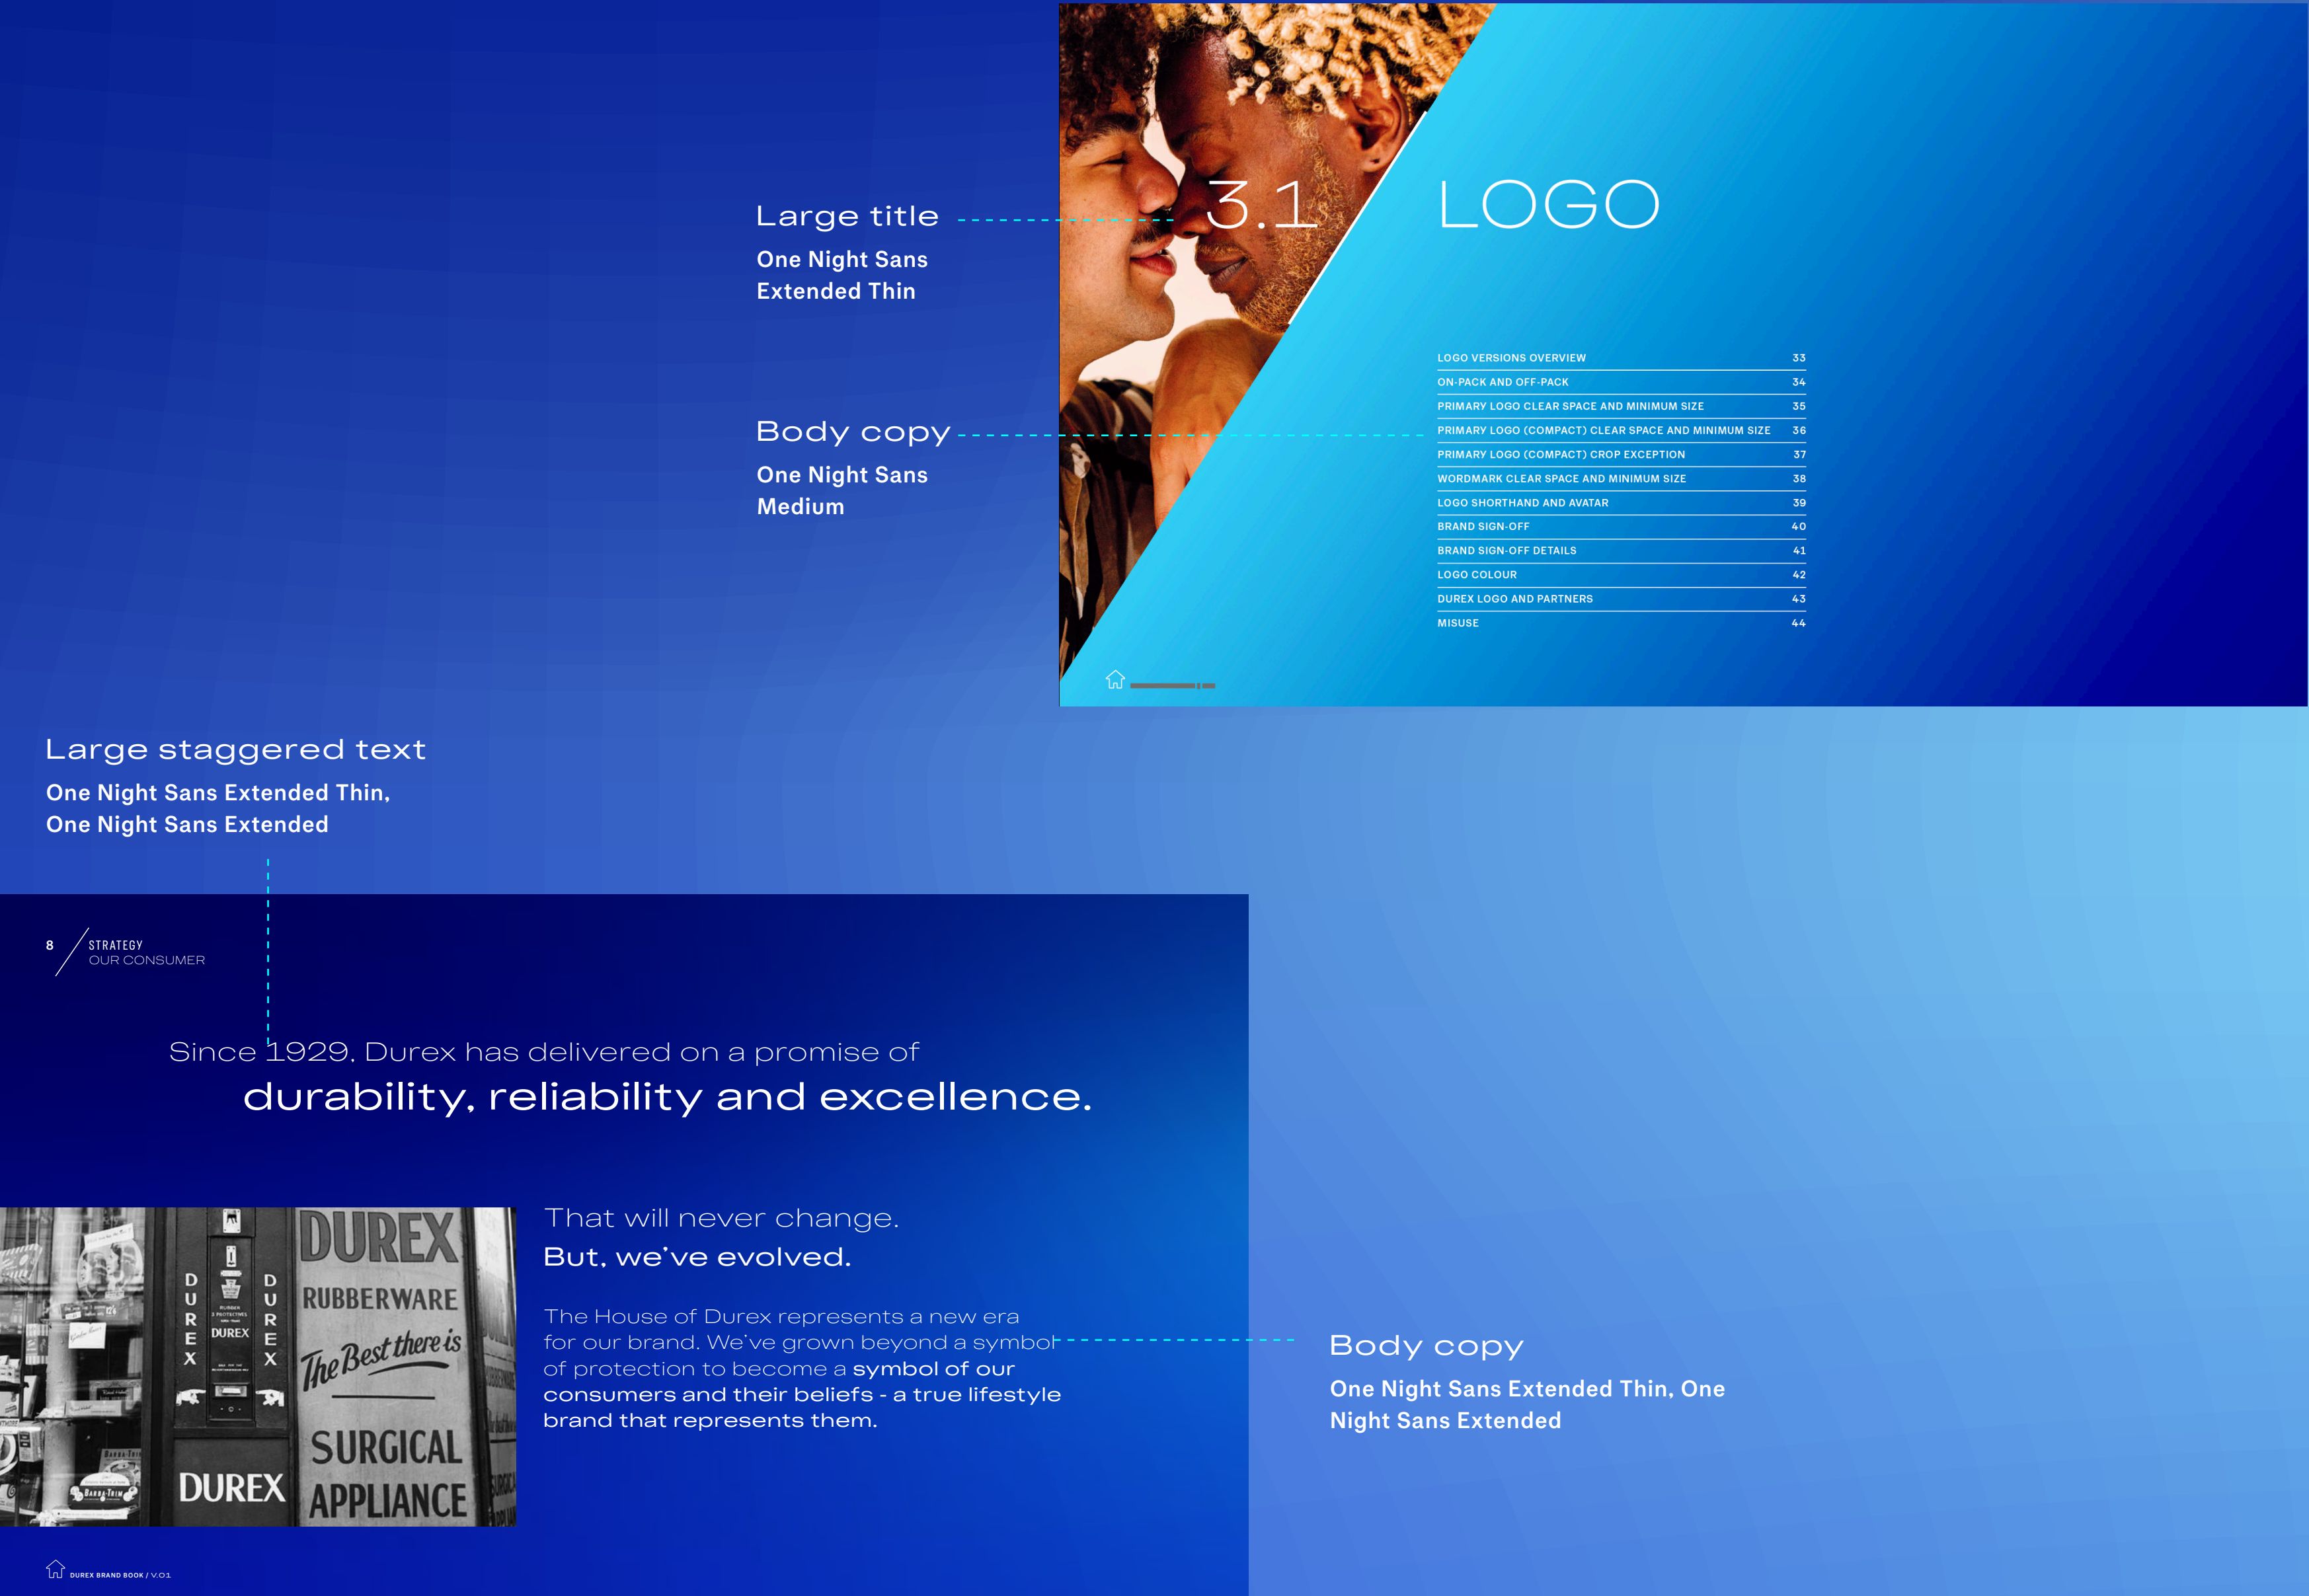 Large title
One Night Sans
Extended Thin
Body copy
One Night Sans
Medium
3.1 LOGO
LOGO VERSIONS OVERVIEW 33
ON-PACK AND OFF-PACK 34
PRIMARY LOGO CLEAR SPACE AND MINIMUM SIZE 35
PRIMARY LOGO (COMPACT) CLEAR SPACE AND MINIMUM SIZE 36
PRIMARY LOGO (COMPACT) CROP EXCEPTION 37
WORDMARK CLEAR SPACE AND MINIMUM SIZE 38
LOGO SHORTHAND AND AVATAR 39
BRAND SIGN-OFF 40
BRAND SIGN-OFF DETAILS 41
LOGO COLOUR 42
DUREX LOGO AND PARTNERS 43
MISUSE 44
Large staggered text
One Night Sans Extended Thin,
One Night Sans Extended
8 STRATEGY
OUR CONSUMER
Since 1929, Durex has delivered on a promise of
durability, reliability and excellence.
DUREX
RUBBERWARE
The Best there is
SURGICAL
APPLIANCE
DUREX
DUREX
DUREX
DUREX
BARBA-TRIM
That will never change.
But, we've evolved.
The House of Durex represents a new era
for our brand. We've grown beyond a symbol
of protection to become a symbol of our
consumers and their beliefs - a true lifestyle
brand that represents them.
Body copy
One Night Sans Extended Thin, One
Night Sans Extended
DUREX BRAND BOOK / V.01